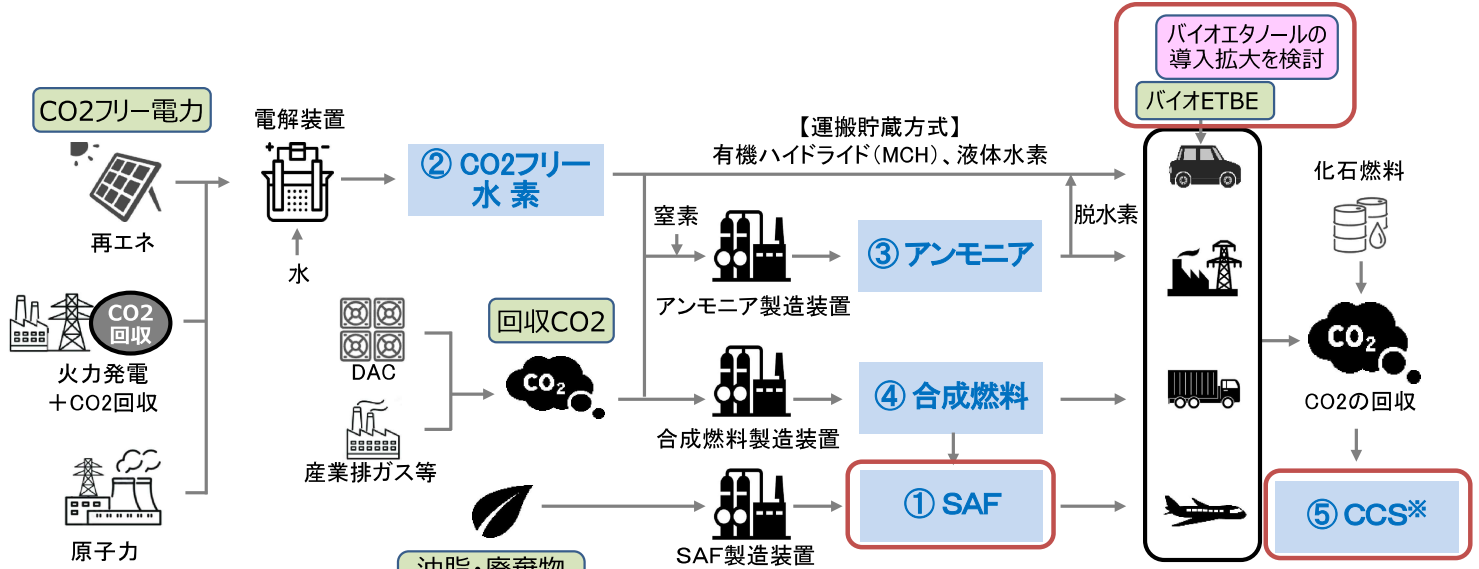 バイオエタノールの
導入拡大を検討
バイオETBE
CO2フリー電力
電解装置
【運搬貯蔵方式】
有機ハイドライド(MCH)、液体水素
② CO2フリー
水 素
化石燃料
再エネ
水
窒素
脱水素
③ アンモニア
アンモニア製造装置
CO2
回収
火力発電
+CO2回収
DAC
回収CO2
CO2
CO2
CO2の回収
④ 合成燃料
合成燃料製造装置
産業排ガス等
原子力
① SAF
SAF製造装置
⑤ CCS※
油脂・廃棄物